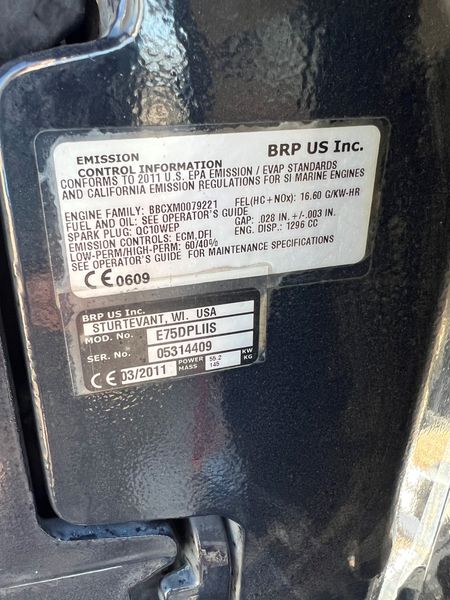 EMISSION
CONTROL INFORMATION
BRP US Inc.
CONFORMS TO 2011 U.S. EPA EMISSION / EVAP STANDARDS
AND CALIFORNIA EMISSION REGULATIONS FOR SI MARINE ENGINES
ENGINE FAMILY: BBCXM0079221 FEL(HC+NOx): 16.60 G/KW-HR
FUEL AND OIL: SEE OPERATOR'S GUIDE
SPARK PLUG: QC10WEP GAP: .028 IN. +/-.003 IN.
EMISSION CONTROLS: ECM,DFI ENG. DISP.: 1296 CC
LOW-PERM/HIGH-PERM: 60/40%
SEE OPERATOR'S GUIDE FOR MAINTENANCE SPECIFICATIONS
CE 0609
BRP US Inc.
STURTEVANT, WI. USA
MOD. No. E75DPLIIS
SER. No. 05314409
CE 03/2011 POWER 55.2 KW
MASS 145 KG